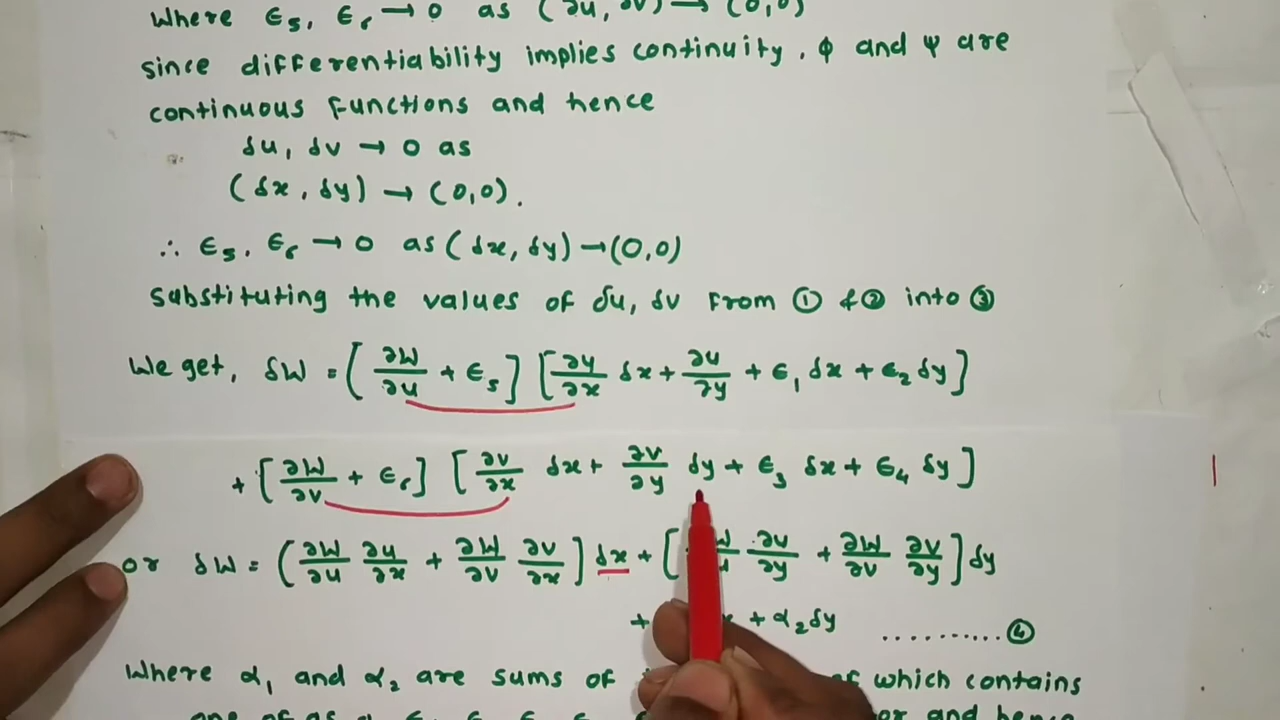 where ϵ₅, ϵ₆ → 0 as (δu, δv) → (0,0)
since differentiability implies continuity, φ and ψ are
continuous functions and hence
δu, δv → 0 as
(δx, δy) → (0,0).
∴ ϵ₅, ϵ₆ → 0 as (δx, δy) → (0,0)
substituting the values of δu, δv from ① & ② into ③
We get, δW = [∂W/∂u + ϵ₅] [∂u/∂x δx + ∂u/∂y + ϵ₁ δx + ϵ₂ δy]
+ [∂W/∂v + ϵ₆] [∂v/∂x δx + ∂v/∂y δy + ϵ₃ δx + ϵ₄ δy]
or δW = (∂W/∂u ∂u/∂x + ∂W/∂v ∂v/∂x] δx + [ ∂u/∂y + ∂W/∂v ∂v/∂y] δy
+ + α₂δy .......... ④
Where α₁ and α₂ are sums of which contains
and hence